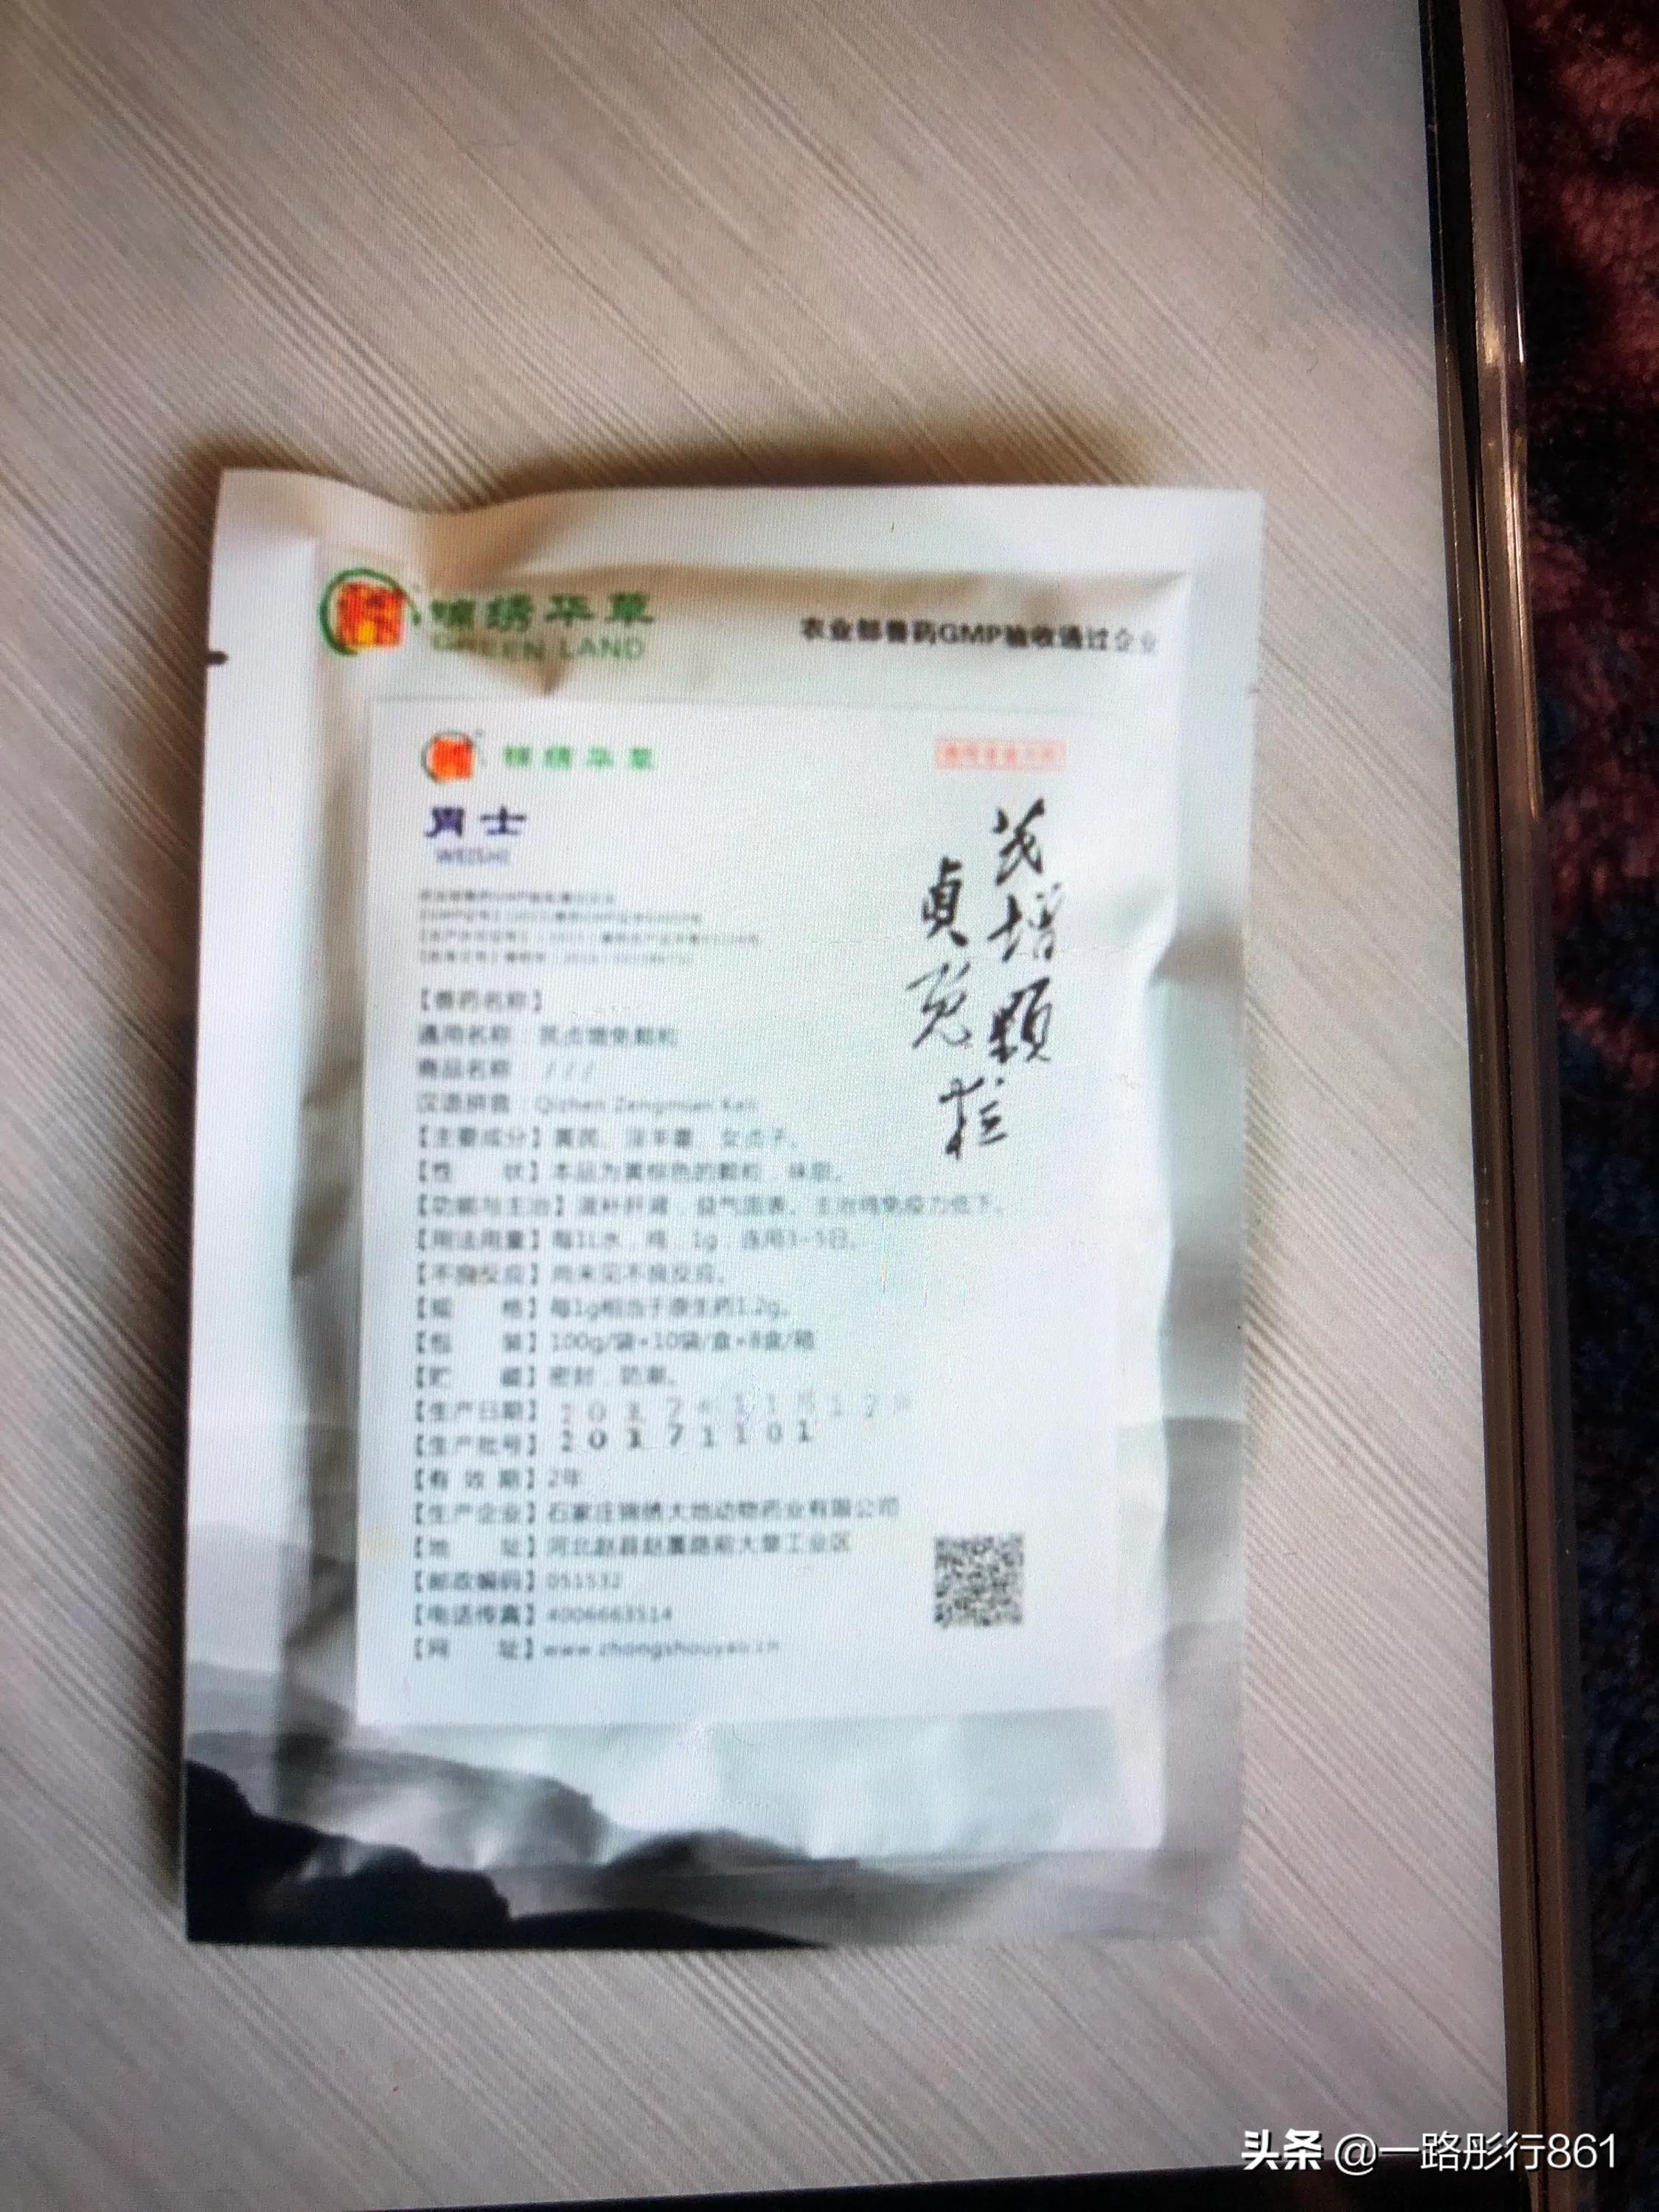 锦绣华草
GREEN LAND
农业部兽药GMP验收通过企业
锦绣华草
胃士
WEISHI
芪贞增免颗粒
【兽药名称】
通用名称：芪贞增免颗粒
商品名称 ///
汉语拼音：Qizhen Zengmian Keli
【主要成分】黄芪、淫羊藿、女贞子。
【性 状】本品为黄棕色的颗粒，味甜。
【功能与主治】滋补肝肾，益气固表。主治鸡免疫力低下。
【用法用量】每1L水，鸡，1g，连用3-5日。
【不良反应】尚未见不良反应。
【规 格】每1g相当于原生药1.2g。
【包 装】100g/袋*10袋/盒*8盒/箱
【贮 藏】密封，防潮。
【生产日期】
【生产批号】20171101
【有 效 期】2年
【生产企业】石家庄锦绣大地动物药业有限公司
【地 址】河北赵县赵藁路前大章工业区
【邮政编码】051532
【电话传真】4006663514
【网 址】www.zhongshouyao.cn
头条 @一路彤行861